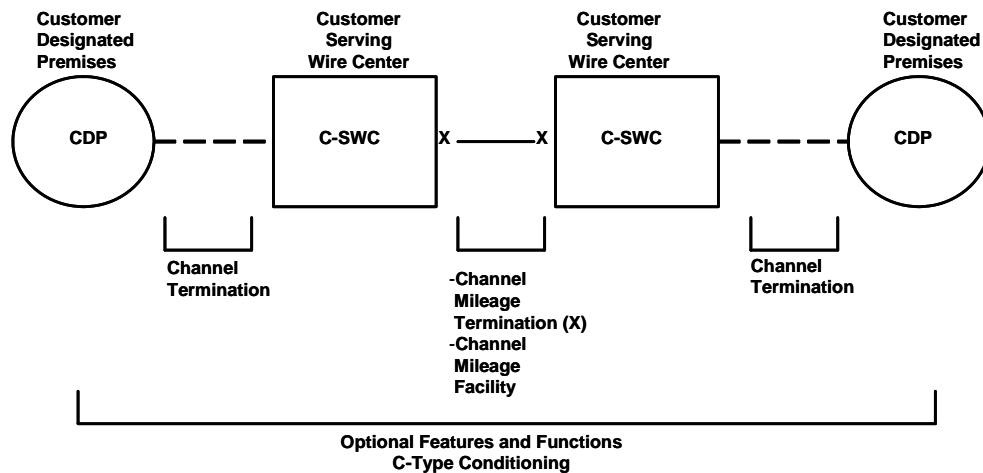 Customer
Designated
Premises
Customer
Serving
Wire Center
Customer
Serving
Wire Center
Customer
Designated
Premises
CDP
C-SWC
X
X
C-SWC
CDP
Channel
Termination
-Channel
Mileage
Termination (X)
-Channel
Mileage
Facility
Channel
Termination
Optional Features and Functions
C-Type Conditioning